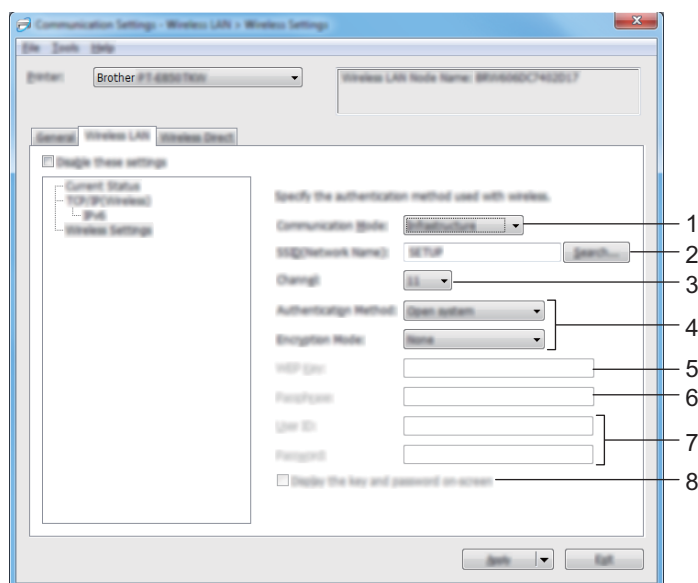 Communication Settings - Wireless LAN > Wireless Settings
File Tools Help
Printer:
Brother
Wireless LAN Node Name:
General
Wireless LAN
Wireless Direct
Disable these settings
Current Status
TCP/IP(Wireless)
IPv6
Wireless Settings
Specify the authentication method used with wireless.
Communication Mode:
Infrastructure
1
SSID(Network Name):
SETUP
Search...
2
Channel:
11
3
Authentication Method:
Open system
4
Encryption Mode:
None
WEP Key:
5
Passphrase:
6
User ID:
7
Password:
Display the key and password on-screen
8
Apply
Exit